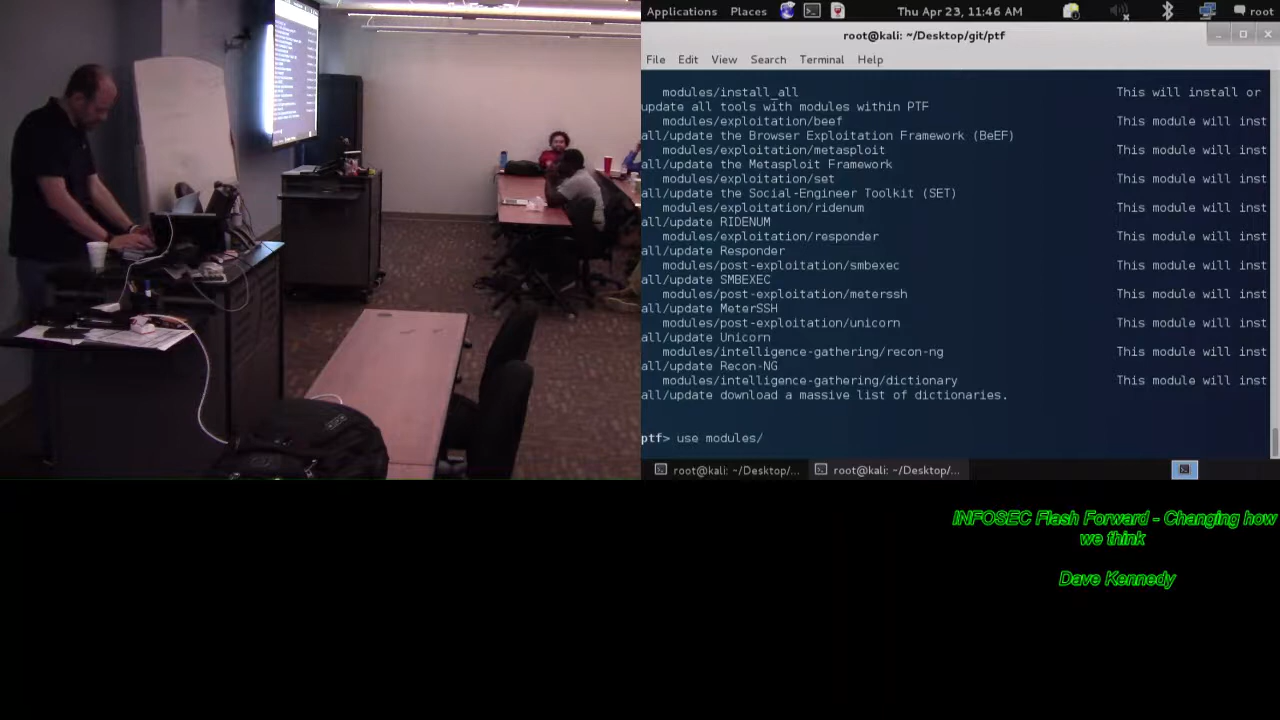 Applications Places Thu Apr 23, 11:46 AM root
root@kali: ~/Desktop/git/ptf
File Edit View Search Terminal Help
modules/install_all This will install or
update all tools with modules within PTF
modules/exploitation/beef This module will inst
all/update the Browser Exploitation Framework (BeEF)
modules/exploitation/metasploit This module will inst
all/update the Metasploit Framework
modules/exploitation/set This module will inst
all/update the Social-Engineer Toolkit (SET)
modules/exploitation/ridenum This module will inst
all/update RIDENUM
modules/exploitation/responder This module will inst
all/update Responder
modules/post-exploitation/smbexec This module will inst
all/update SMBEXEC
modules/post-exploitation/meterssh This module will inst
all/update MeterSSH
modules/post-exploitation/unicorn This module will inst
all/update Unicorn
modules/intelligence-gathering/recon-ng This module will inst
all/update Recon-NG
modules/intelligence-gathering/dictionary This module will inst
all/update download a massive list of dictionaries.
ptf> use modules/
root@kali: ~/Desktop/... root@kali: ~/Desktop/...
INFOSEC Flash Forward - Changing how
we think
Dave Kennedy